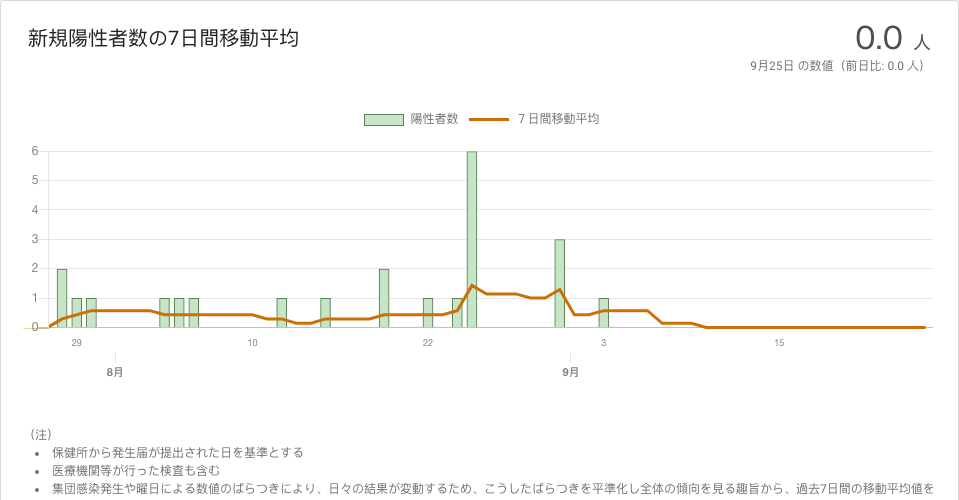 新規陽性者数の7日間移動平均
0.0 人
9月25日 の数値（前日比: 0.0 人）
陽性者数 7 日間移動平均
6
5
4
3
2
1
0
29 10 22 3 15
8月 9月
（注）
保健所から発生届が提出された日を基準とする
医療機関等が行った検査も含む
集団感染発生や曜日による数値のばらつきにより、日々の結果が変動するため、こうしたばらつきを平準化し全体の傾向を見る趣旨から、過去7日間の移動平均値を